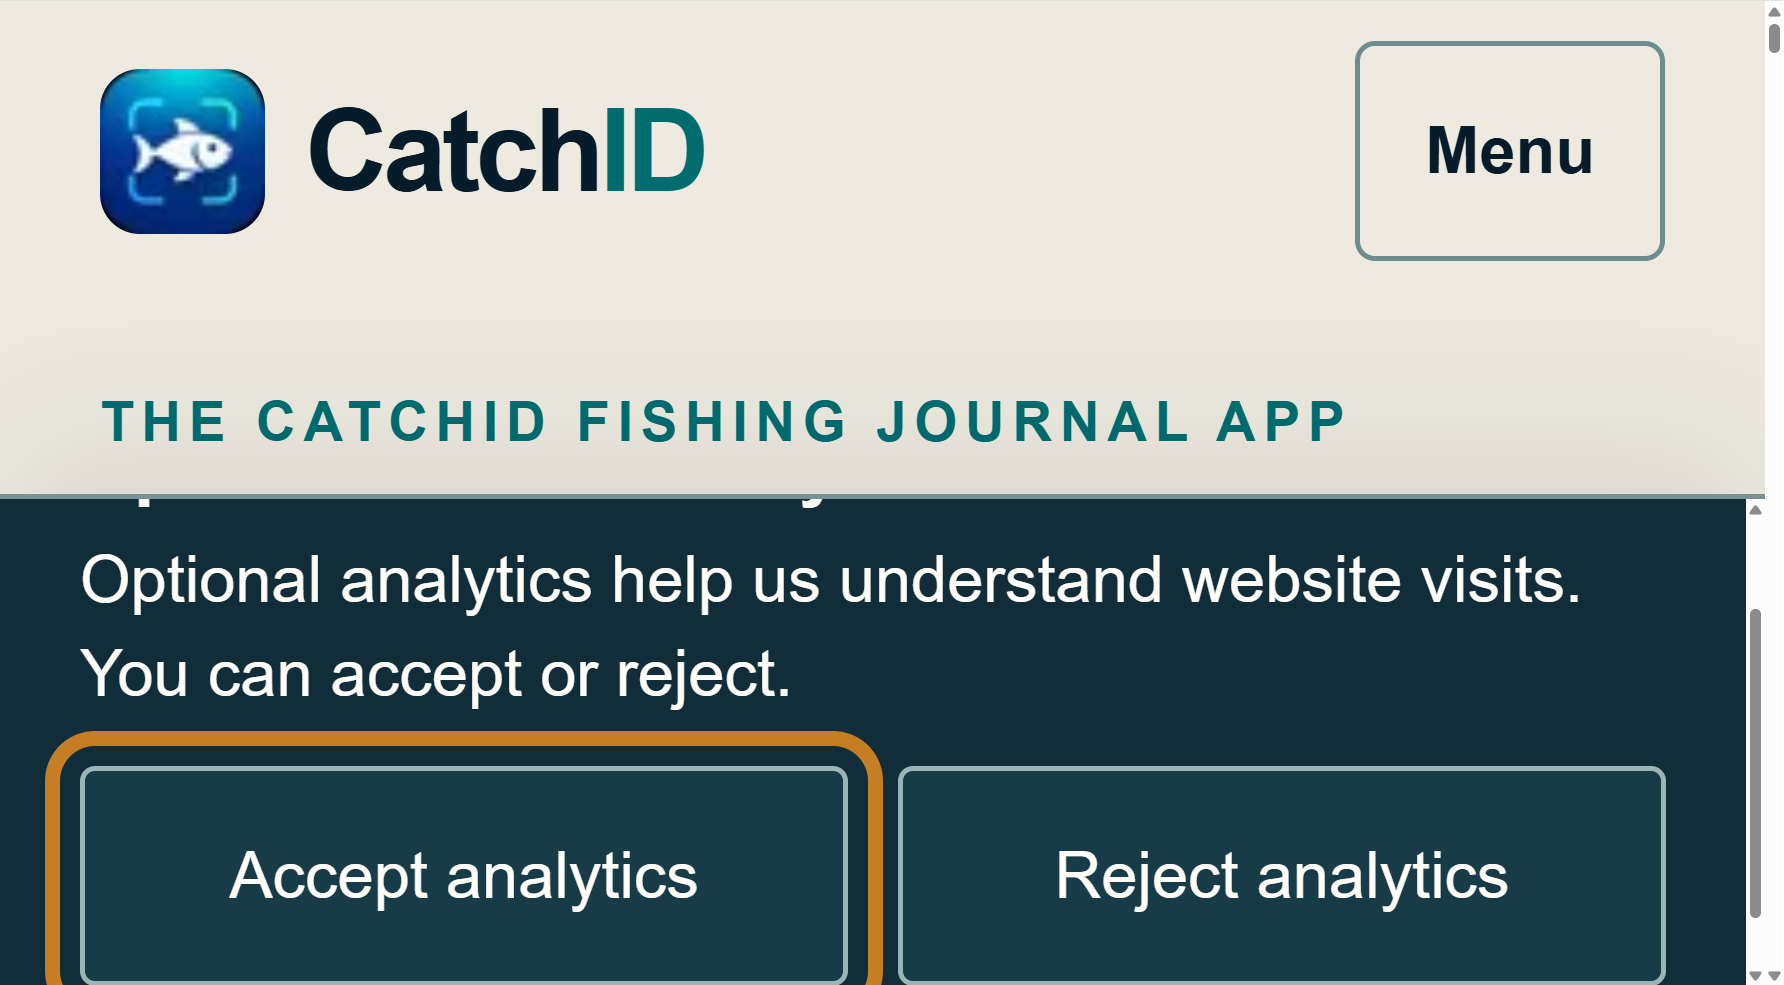 CatchID
Menu
THE CATCHID FISHING JOURNAL APP
Optional analytics help us understand website visits.
You can accept or reject.
Accept analytics
Reject analytics